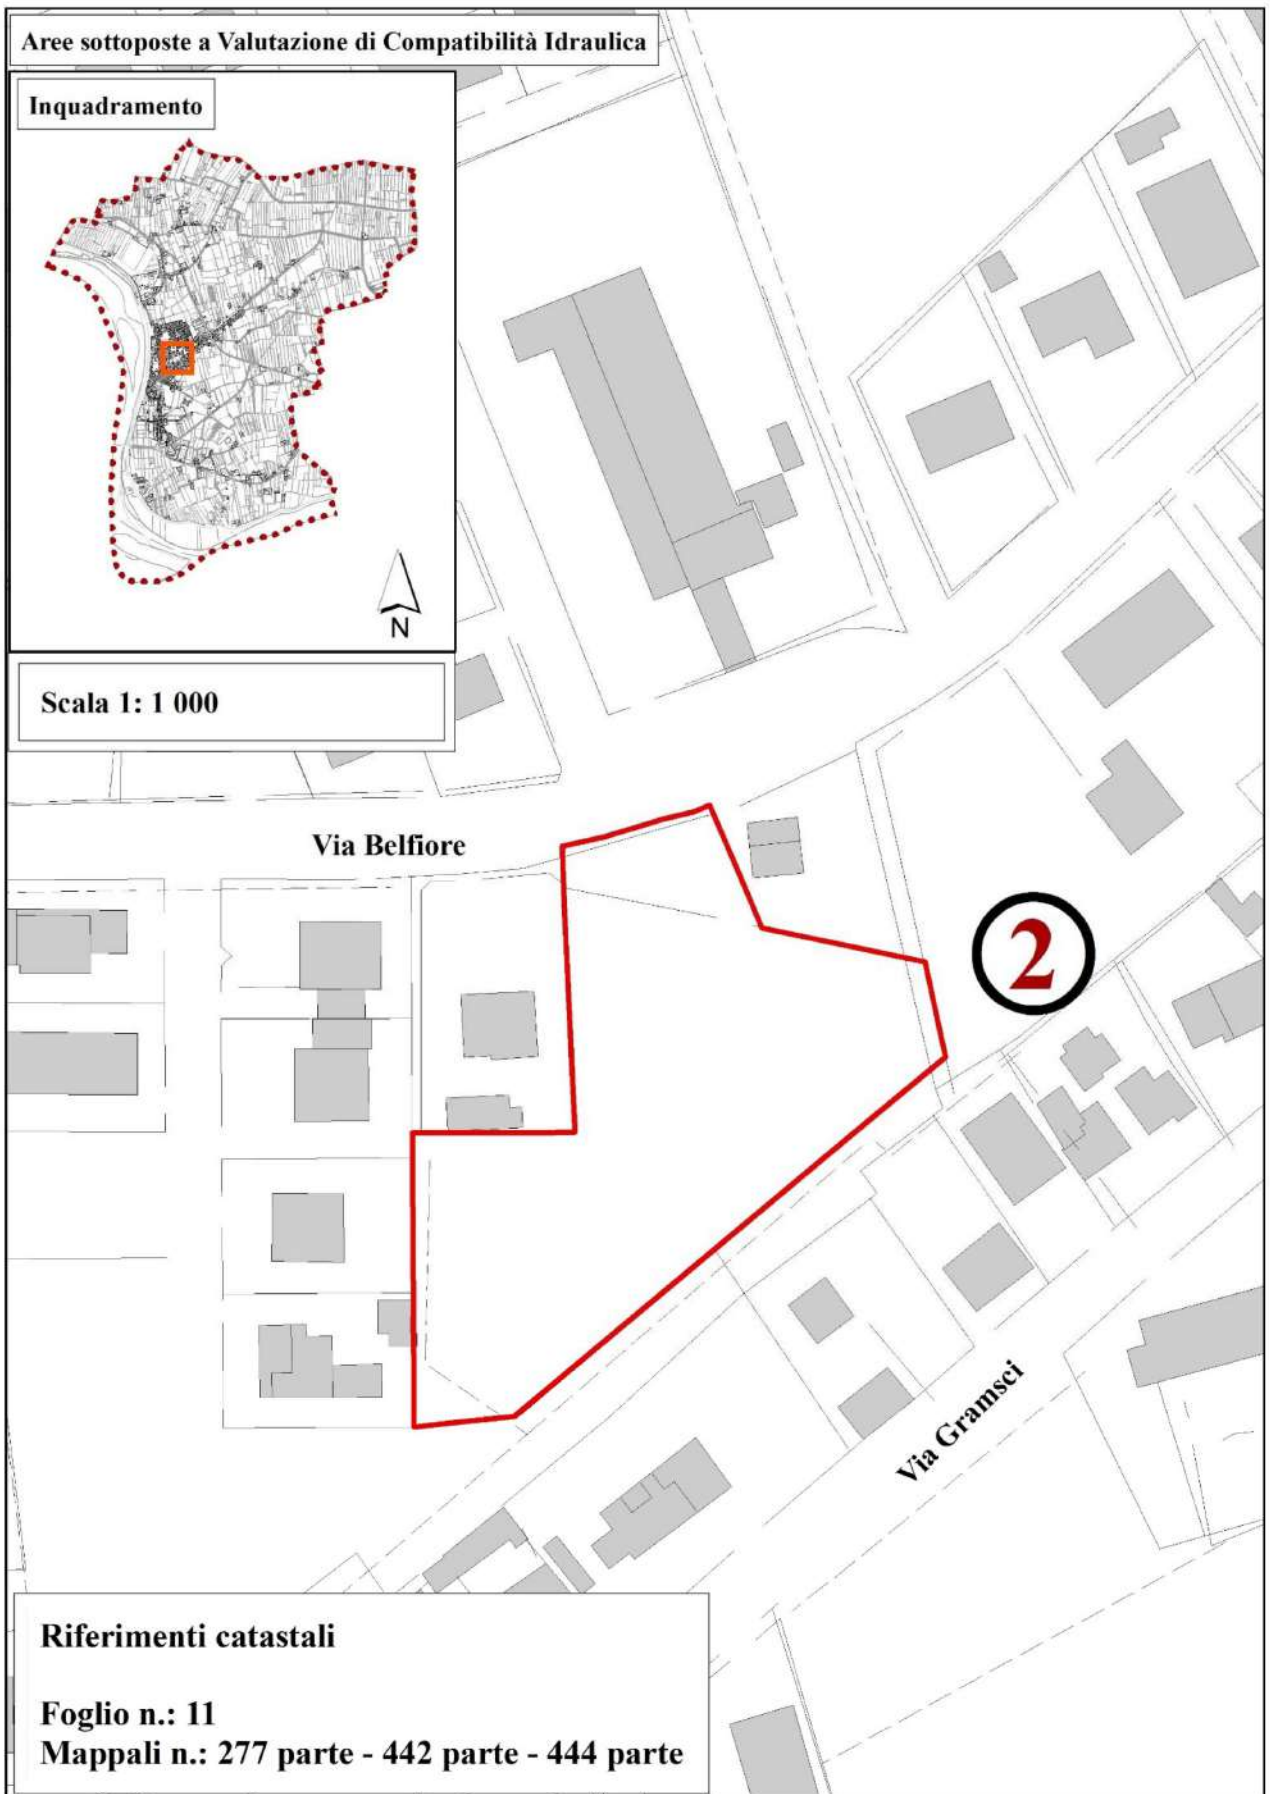 Aree sottoposte a Valutazione di Compatibilità Idraulica
Inquadramento
N
Scala 1: 1 000
Via Belfiore
2
Via Gramsci
Riferimenti catastali
Foglio n.: 11
Mappali n.: 277 parte - 442 parte - 444 parte